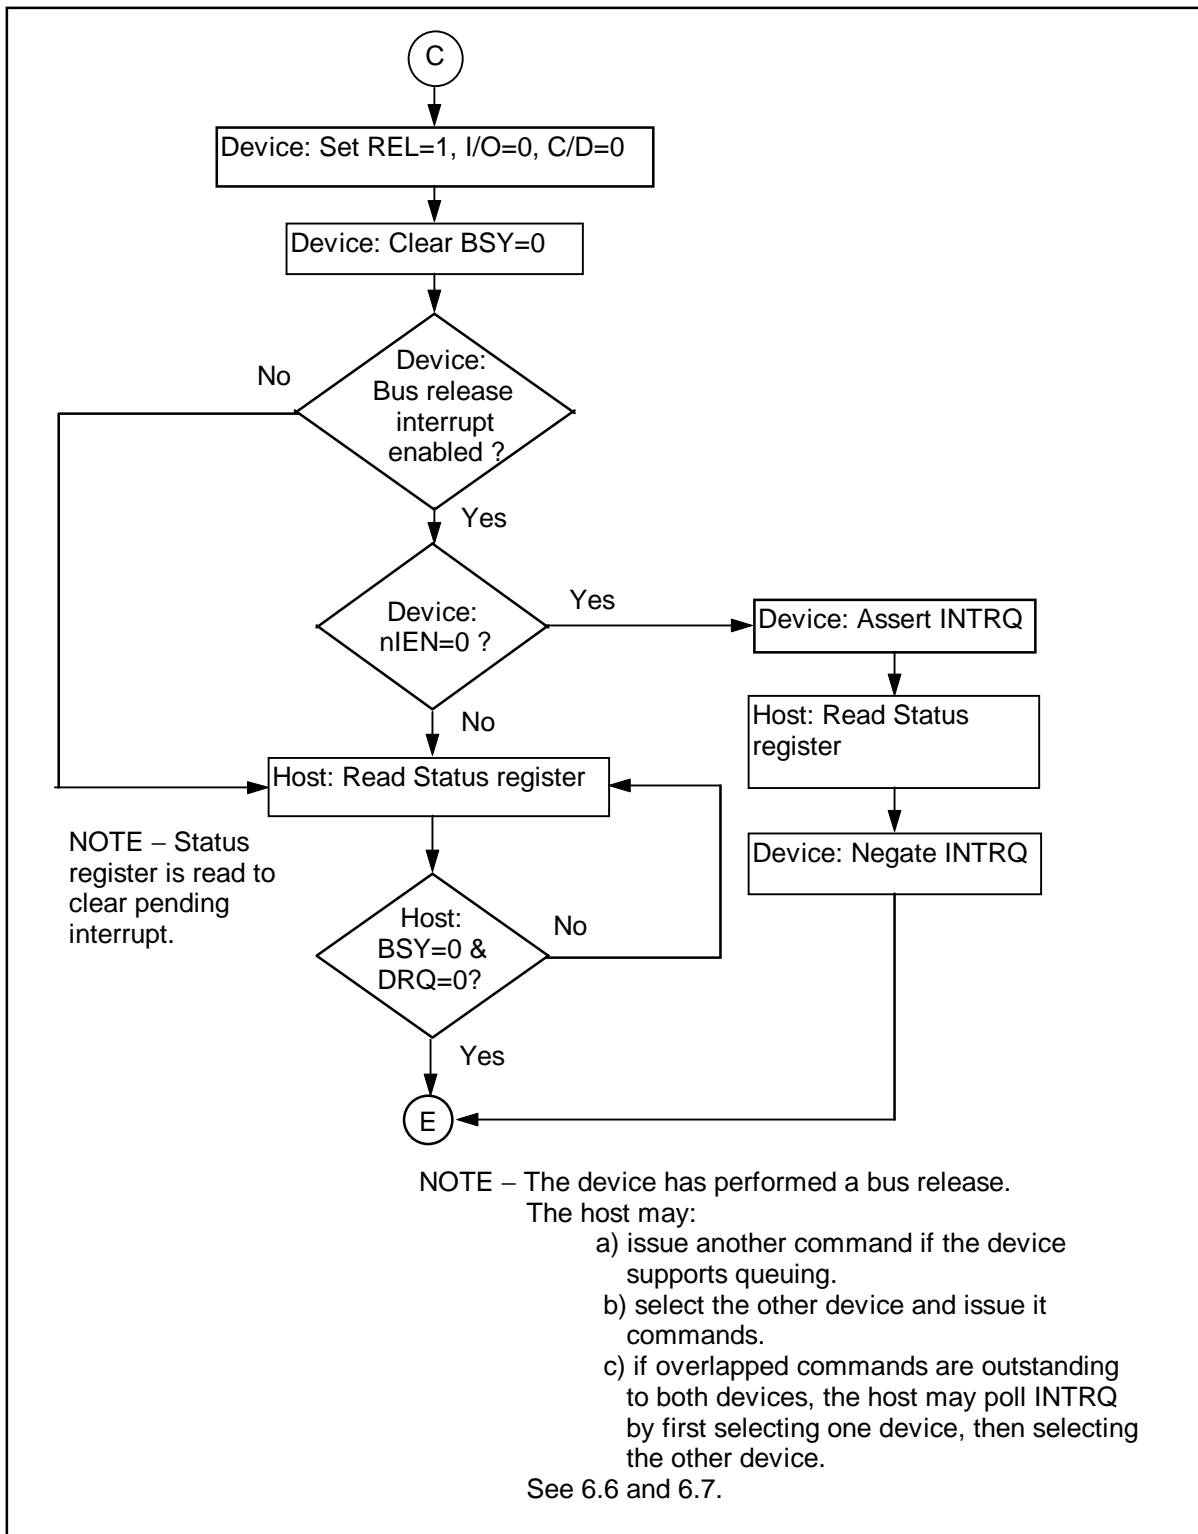 C
Device: Set REL=1, I/O=0, C/D=0
Device: Clear BSY=0
Device:
Bus release
interrupt
enabled ?
No
Yes
Device:
nIEN=0 ?
Yes
Device: Assert INTRQ
No
Host: Read Status
register
Host: Read Status register
NOTE – Status
register is read to
clear pending
interrupt.
Device: Negate INTRQ
Host:
BSY=0 &
DRQ=0?
No
Yes
E
NOTE – The device has performed a bus release.
The host may:
a) issue another command if the device
supports queuing.
b) select the other device and issue it
commands.
c) if overlapped commands are outstanding
to both devices, the host may poll INTRQ
by first selecting one device, then selecting
the other device.
See 6.6 and 6.7.